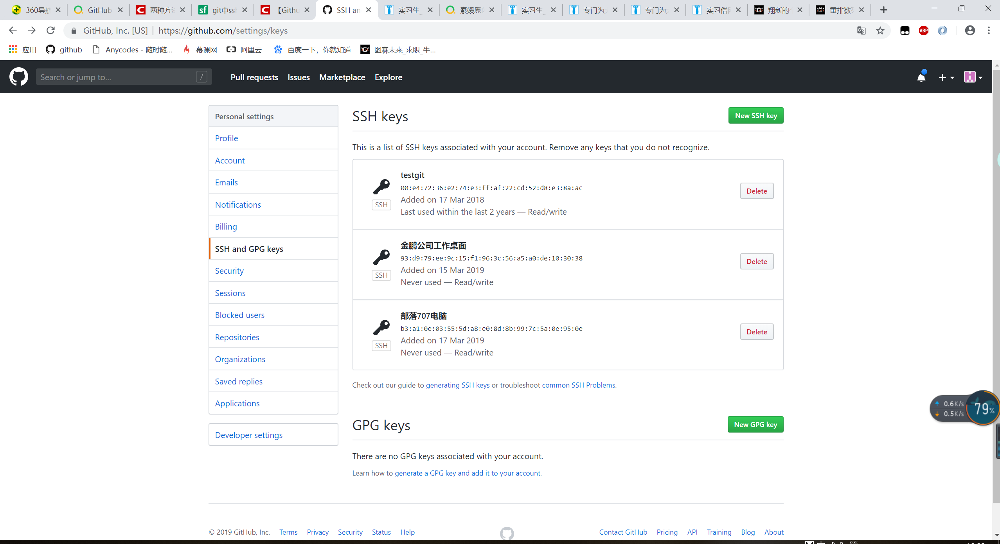 360导航
GitHub
两种方法
git中ssh
【Github
SSH an
实习生_
素媛原
实习生_
专门为
专门为
实习僧
翔新的
重排数
GitHub, Inc. [US] | https://github.com/settings/keys
ABP
应用
github
Anycodes - 随时随...
慕课网
阿里云
百度一下，你就知道
图森未来_求职_牛...
Search or jump to...
/
Pull requests
Issues
Marketplace
Explore
Personal settings
Profile
Account
Emails
Notifications
Billing
SSH and GPG keys
Security
Sessions
Blocked users
Repositories
Organizations
Saved replies
Applications
Developer settings
SSH keys
New SSH key
This is a list of SSH keys associated with your account. Remove any keys that you do not recognize.
testgit
00:e4:72:36:e2:74:e3:ff:af:22:cd:52:d8:e3:8a:ac
Added on 17 Mar 2018
SSH
Last used within the last 2 years — Read/write
Delete
金鹏公司工作桌面
93:d9:79:ee:9c:15:f1:96:3c:56:a5:a0:de:10:30:38
Added on 15 Mar 2019
SSH
Never used — Read/write
Delete
部落707电脑
b3:a1:0e:03:55:5d:a8:e0:8d:8b:99:7c:5a:0e:95:0e
Added on 17 Mar 2019
SSH
Never used — Read/write
Delete
Check out our guide to generating SSH keys or troubleshoot common SSH Problems.
GPG keys
New GPG key
There are no GPG keys associated with your account.
Learn how to generate a GPG key and add it to your account.
0.6K/s
0.5K/s
79%
© 2019 GitHub, Inc.
Terms
Privacy
Security
Status
Help
Contact GitHub
Pricing
API
Training
Blog
About